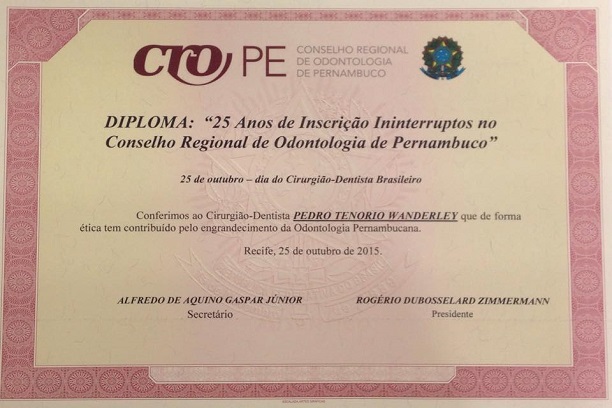 CRO PE CONSELHO REGIONAL
DE ODONTOLOGIA
DE PERNAMBUCO
DIPLOMA: “25 Anos de Inscrição Ininterruptos no
Conselho Regional de Odontologia de Pernambuco”
25 de outubro – dia do Cirurgião-Dentista Brasileiro
Conferimos ao Cirurgião-Dentista PEDRO TENORIO WANDERLEY que de forma
ética tem contribuído pelo engrandecimento da Odontologia Pernambucana.
Recife, 25 de outubro de 2015.
ALFREDO DE AQUINO GASPAR JÚNIOR ROGÉRIO DUBOSSELARD ZIMMERMANN
Secretário Presidente